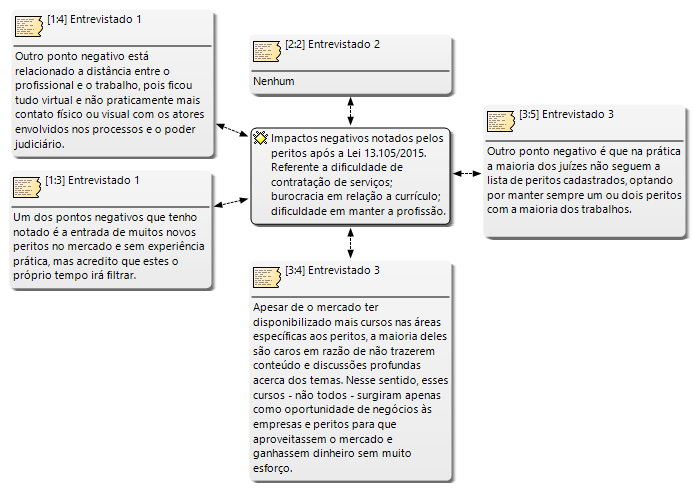 [1:4] Entrevistado 1
Outro ponto negativo está
relacionado a distância entre o
profissional e o trabalho, pois ficou
tudo virtual e não praticamente mais
contato físico ou visual com os atores
envolvidos nos processos e o poder
judiciário.
[2:2] Entrevistado 2
Nenhum
[3:5] Entrevistado 3
Outro ponto negativo é que na prática
a maioria dos juízes não seguem a
lista de peritos cadastrados, optando
por manter sempre um ou dois peritos
com a maioria dos trabalhos.
Impactos negativos notados pelos
peritos após a Lei 13.105/2015.
Referente a dificuldade de
contratação de serviços;
burocracia em relação a currículo;
dificuldade em manter a profissão.
[1:3] Entrevistado 1
Um dos pontos negativos que tenho
notado é a entrada de muitos novos
peritos no mercado e sem experiência
prática, mas acredito que estes o
próprio tempo irá filtrar.
[3:4] Entrevistado 3
Apesar de o mercado ter
disponibilizado mais cursos nas áreas
específicas aos peritos, a maioria deles
são caros em razão de não trazerem
conteúdo e discussões profundas
acerca dos temas. Nesse sentido, esses
cursos - não todos - surgiram apenas
como oportunidade de negócios às
empresas e peritos para que
aproveitassem o mercado e
ganhassem dinheiro sem muito
esforço.